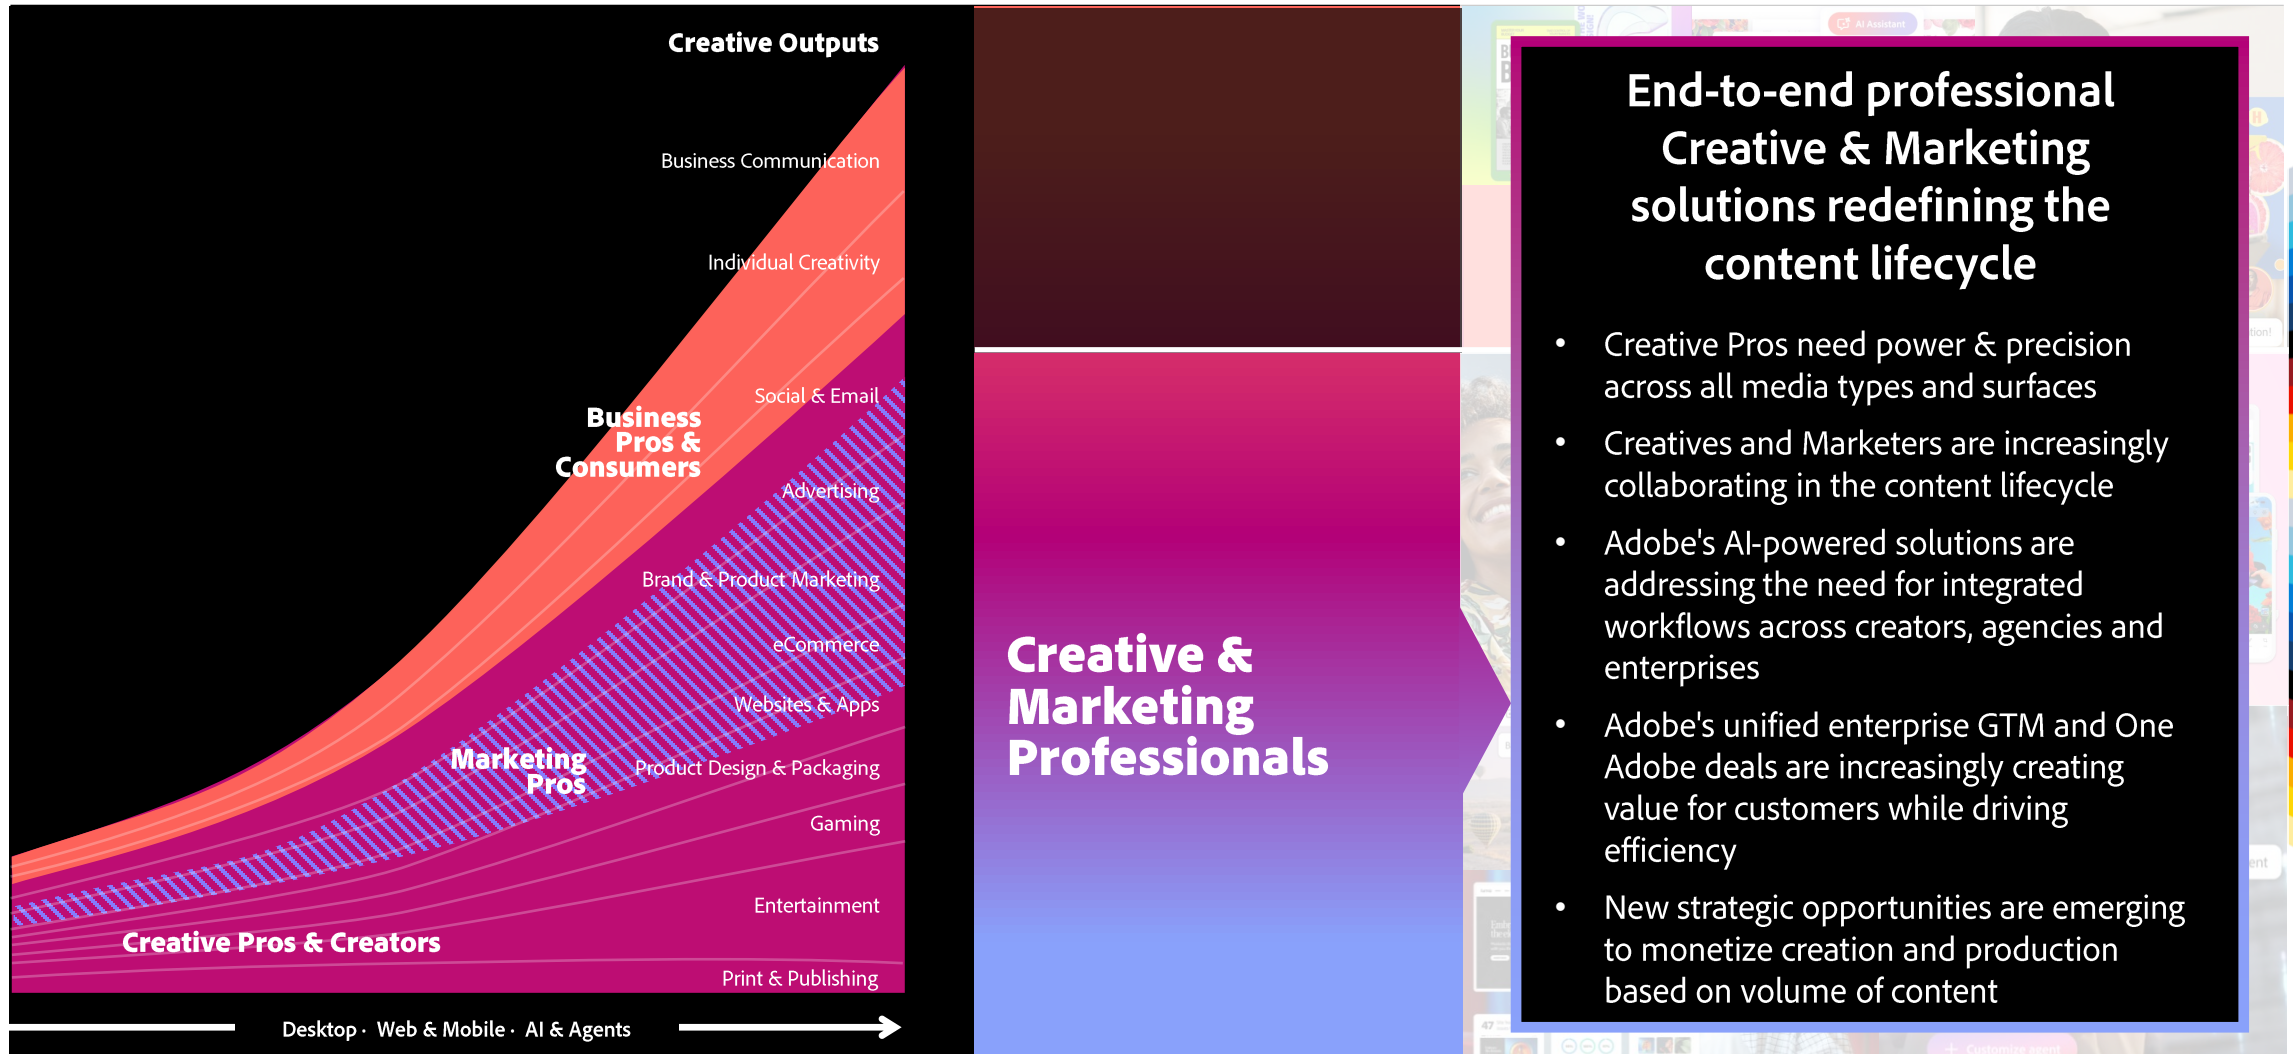 Creative Outputs
Business Communication
Individual Creativity
Social & Email
Business
Pros &
Consumers
Advertising
Brand & Product Marketing
eCommerce
Websites & Apps
Marketing
Pros
Product Design & Packaging
Gaming
Entertainment
Creative Pros & Creators
Print & Publishing
Desktop · Web & Mobile · AI & Agents
Creative &
Marketing
Professionals
AI Assistant
End-to-end professional
Creative & Marketing
solutions redefining the
content lifecycle
• Creative Pros need power & precision
across all media types and surfaces
• Creatives and Marketers are increasingly
collaborating in the content lifecycle
• Adobe's AI-powered solutions are
addressing the need for integrated
workflows across creators, agencies and
enterprises
• Adobe's unified enterprise GTM and One
Adobe deals are increasingly creating
value for customers while driving
efficiency
• New strategic opportunities are emerging
to monetize creation and production
based on volume of content
47
Customize agent